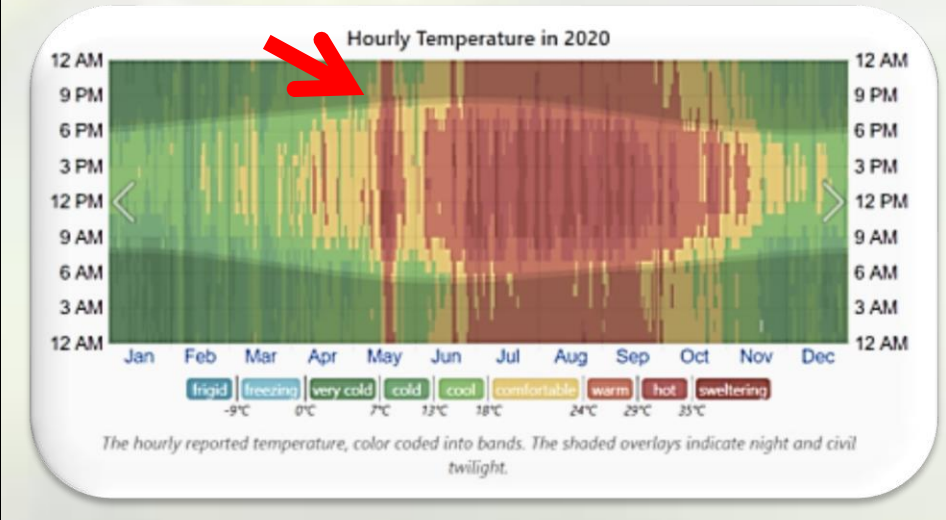 Hourly Temperature in 2020
12 AM 12 AM
9 PM 9 PM
6 PM 6 PM
3 PM 3 PM
12 PM 12 PM
9 AM 9 AM
6 AM 6 AM
3 AM 3 AM
12 AM 12 AM
Jan Feb Mar Apr May Jun Jul Aug Sep Oct Nov Dec
frigid freezing very cold cold cool comfortable warm hot sweltering
-9°C 0°C 7°C 13°C 18°C 24°C 29°C 35°C
The hourly reported temperature, color coded into bands. The shaded overlays indicate night and civil
twilight.